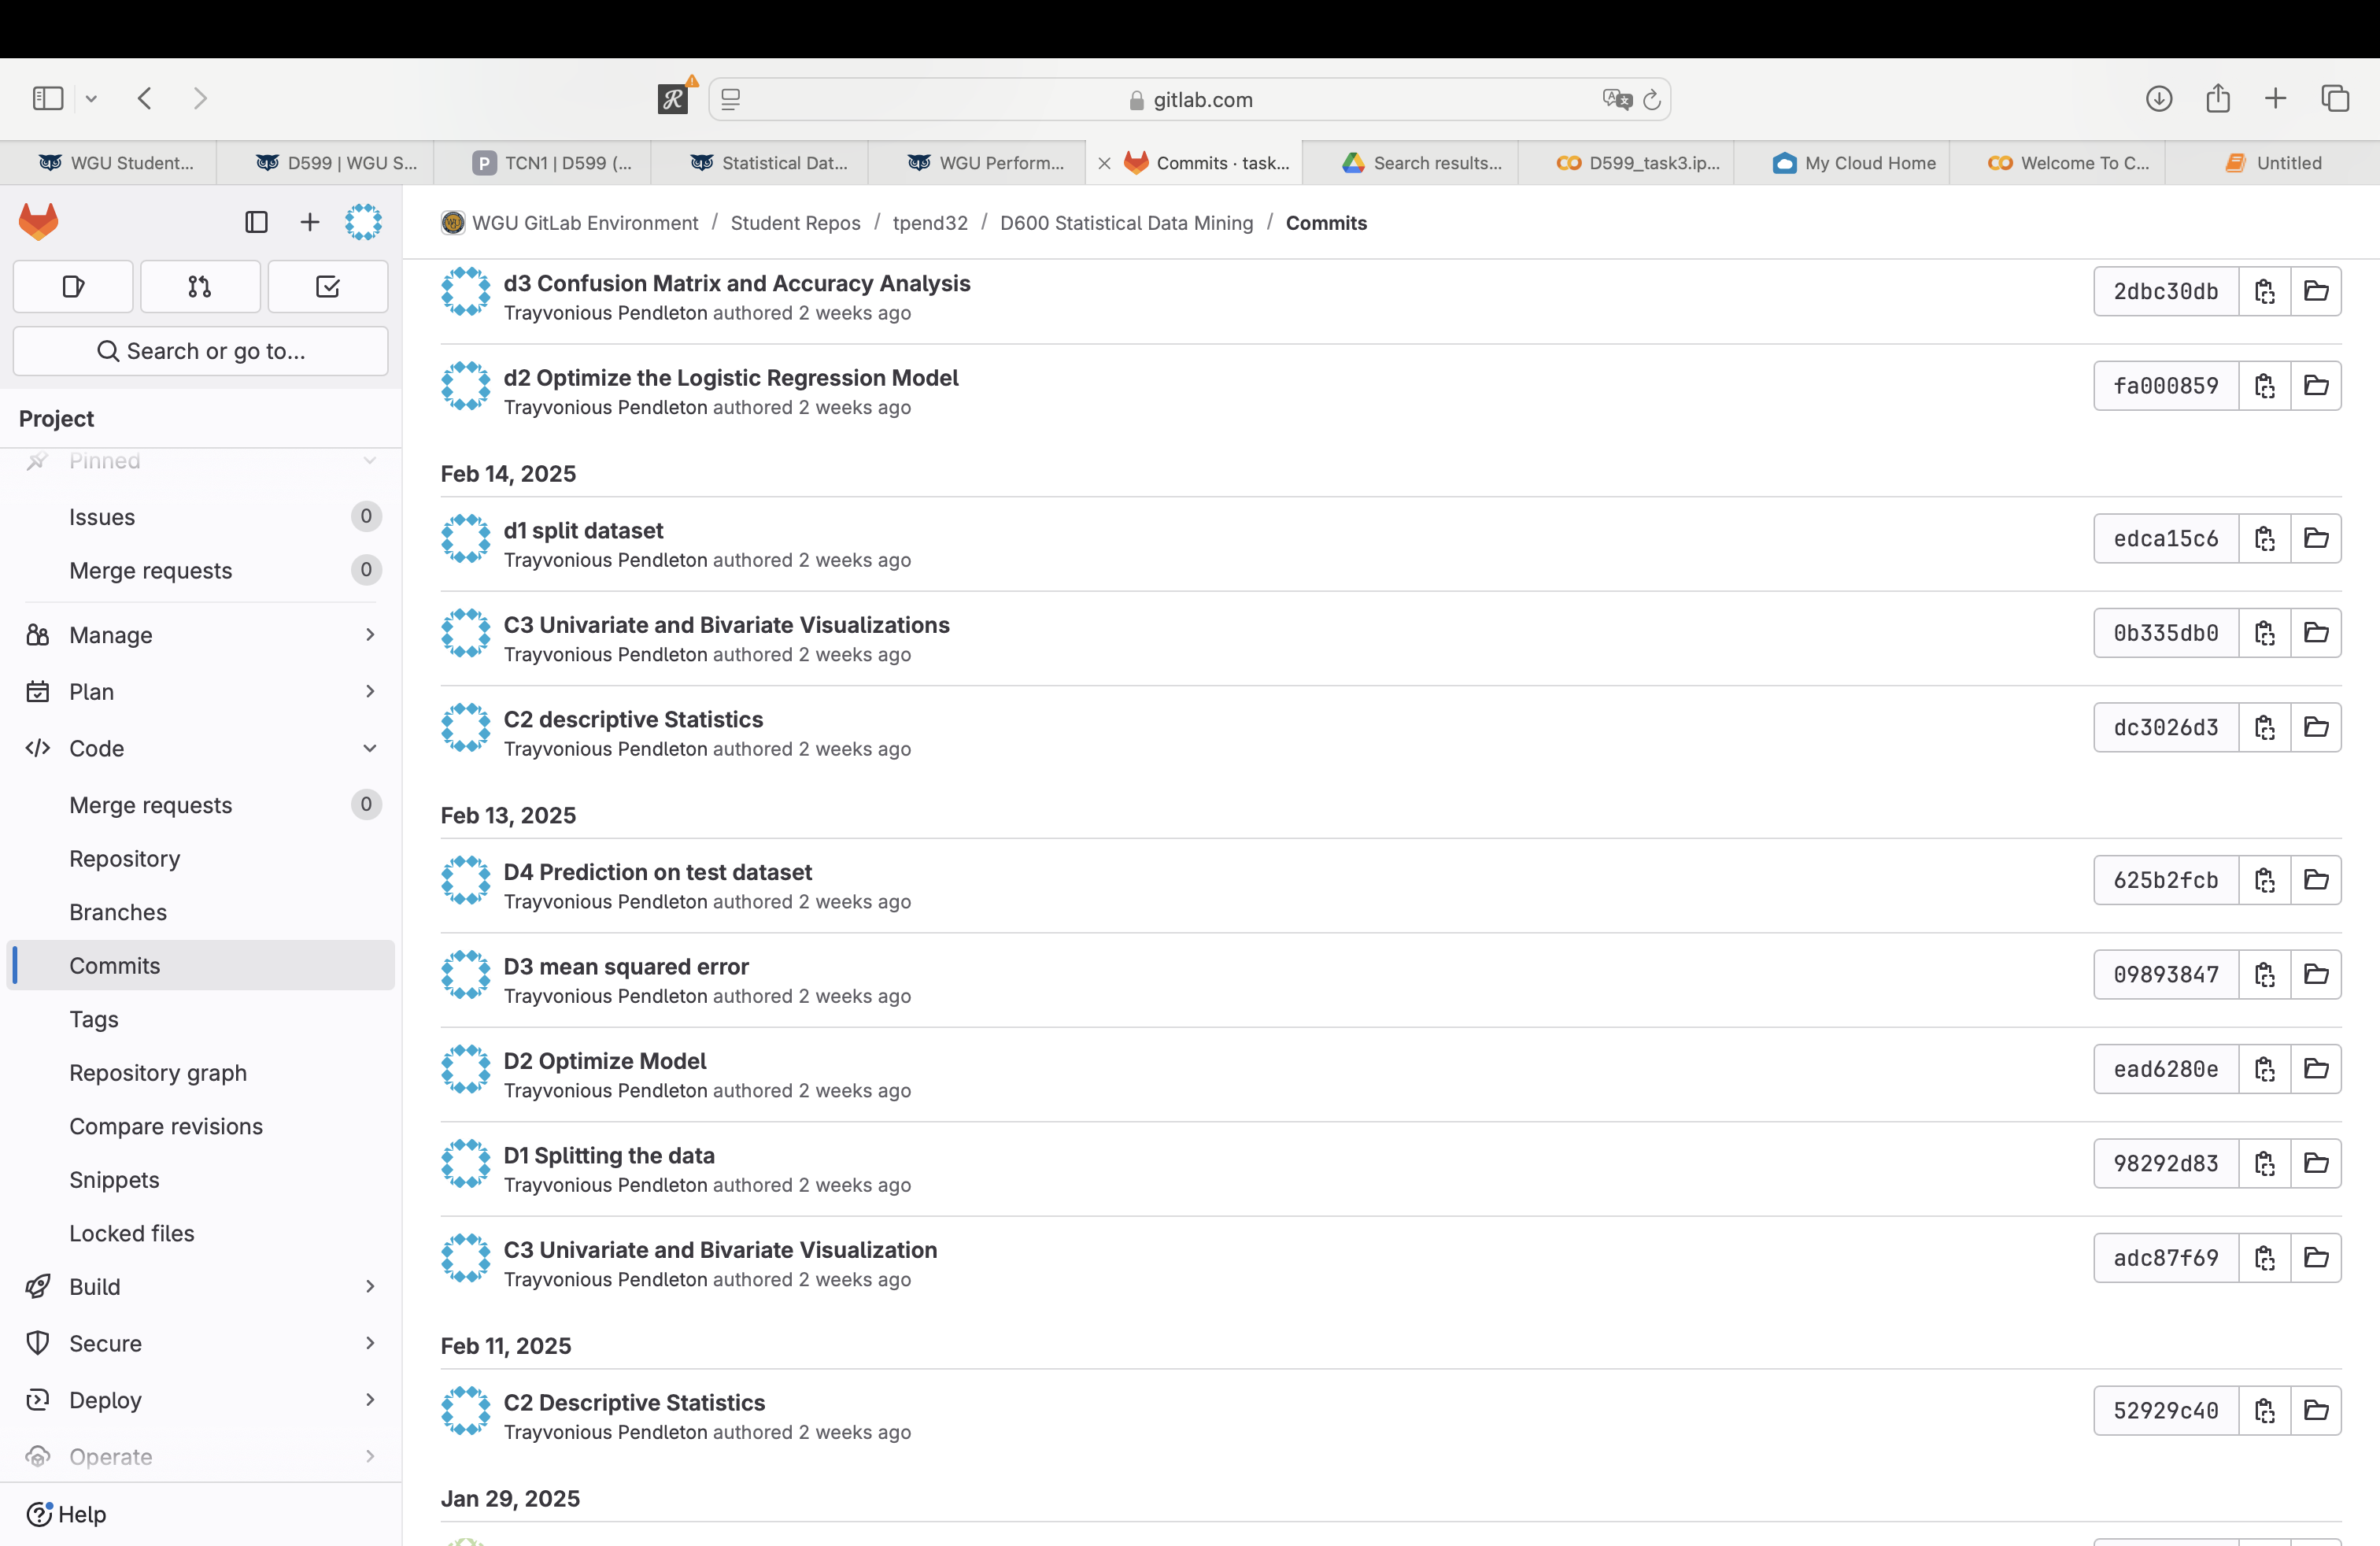 gitlab.com
WGU Student...
D599 | WGU S...
P TCN1 | D599 (...
Statistical Dat...
WGU Perform...
Commits · task...
Search results...
D599_task3.ip...
My Cloud Home
Welcome To C...
Untitled
WGU GitLab Environment / Student Repos / tpend32 / D600 Statistical Data Mining / Commits
Search or go to...
Project
Pinned
Issues 0
Merge requests 0
Manage
Plan
Code
Merge requests 0
Repository
Branches
Commits
Tags
Repository graph
Compare revisions
Snippets
Locked files
Build
Secure
Deploy
Operate
Help
d3 Confusion Matrix and Accuracy Analysis
Trayvonious Pendleton authored 2 weeks ago
2dbc30db
d2 Optimize the Logistic Regression Model
Trayvonious Pendleton authored 2 weeks ago
fa000859
Feb 14, 2025
d1 split dataset
Trayvonious Pendleton authored 2 weeks ago
edca15c6
C3 Univariate and Bivariate Visualizations
Trayvonious Pendleton authored 2 weeks ago
0b335db0
C2 descriptive Statistics
Trayvonious Pendleton authored 2 weeks ago
dc3026d3
Feb 13, 2025
D4 Prediction on test dataset
Trayvonious Pendleton authored 2 weeks ago
625b2fcb
D3 mean squared error
Trayvonious Pendleton authored 2 weeks ago
09893847
D2 Optimize Model
Trayvonious Pendleton authored 2 weeks ago
ead6280e
D1 Splitting the data
Trayvonious Pendleton authored 2 weeks ago
98292d83
C3 Univariate and Bivariate Visualization
Trayvonious Pendleton authored 2 weeks ago
adc87f69
Feb 11, 2025
C2 Descriptive Statistics
Trayvonious Pendleton authored 2 weeks ago
52929c40
Jan 29, 2025